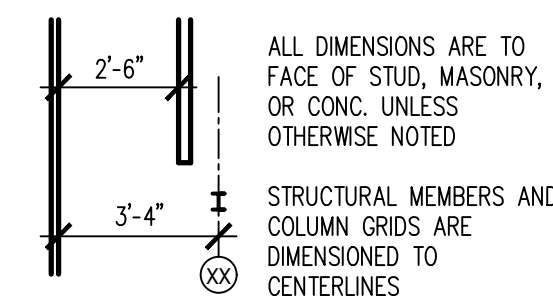 2'-6"
ALL DIMENSIONS ARE TO
FACE OF STUD, MASONRY,
OR CONC. UNLESS
OTHERWISE NOTED
3'-4"
XX
STRUCTURAL MEMBERS AND
COLUMN GRIDS ARE
DIMENSIONED TO
CENTERLINES